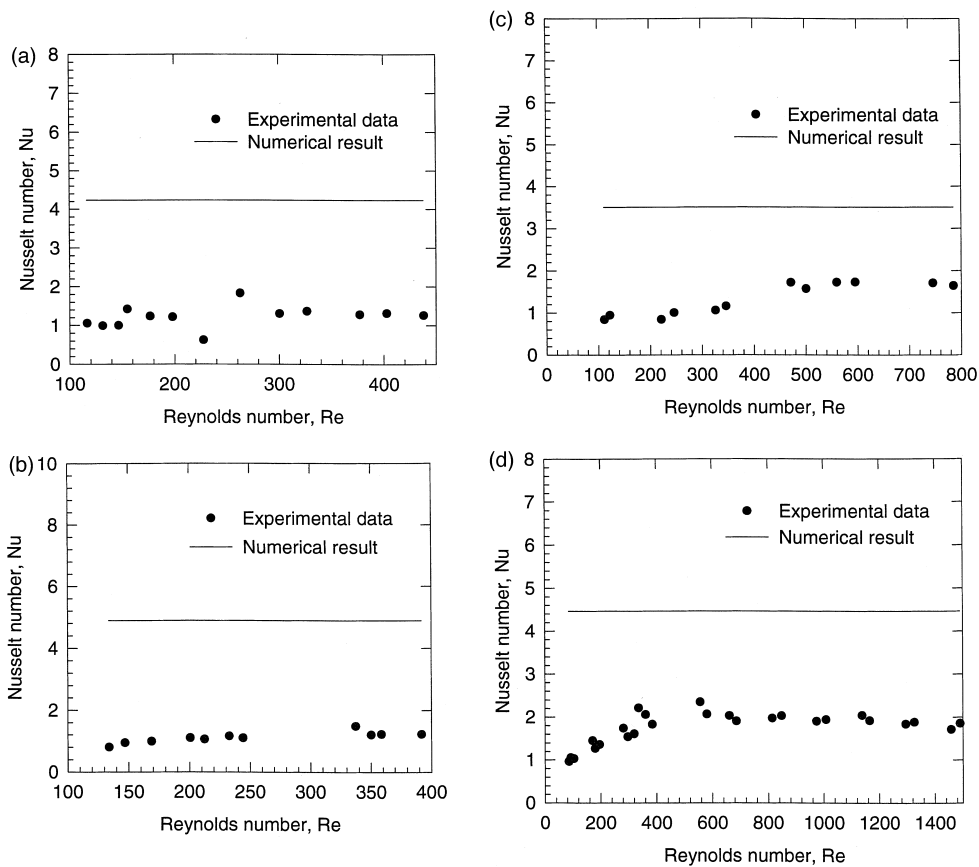 (a)
8
7
6
5
4
3
2
1
0
Nusselt number, Nu
Experimental data
Numerical result
100 200 300 400
Reynolds number, Re
(c)
8
7
6
5
4
3
2
1
0
Nusselt number, Nu
Experimental data
Numerical result
0 100 200 300 400 500 600 700 800
Reynolds number, Re
(b)
10
8
6
4
2
0
Nusselt number, Nu
Experimental data
Numerical result
100 150 200 250 300 350 400
Reynolds number, Re
(d)
8
7
6
5
4
3
2
1
0
Nusselt number, Nu
Experimental data
Numerical result
0 200 400 600 800 1000 1200 1400
Reynolds number, Re